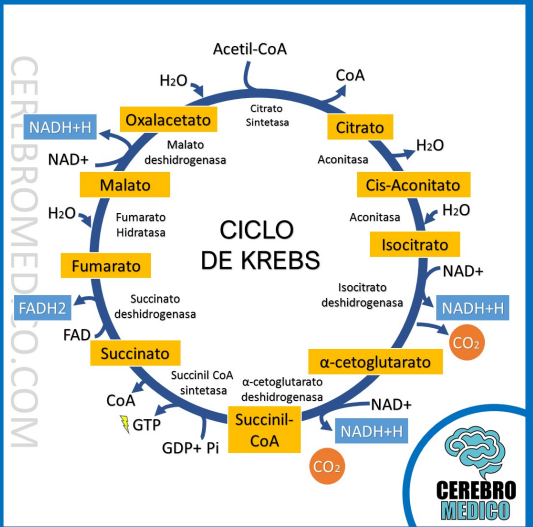 CEREBROMEDICO.COM
Acetil-CoA
H₂O
CoA
Citrato
Sintetasa
Oxalacetato
Citrato
NADH+H
Malato
deshidrogenasa
Aconitasa
H₂O
NAD+
Malato
Cis-Aconitato
H₂O
Fumarato
Hidratasa
Aconitasa
H₂O
CICLO
DE KREBS
Isocitrato
Fumarato
NAD+
Isocitrato
deshidrogenasa
FADH2
Succinato
deshidrogenasa
NADH+H
FAD
CO₂
Succinato
α-cetoglutarato
Succinil CoA
sintetasa
α-cetoglutarato
deshidrogenasa
CoA
NAD+
GTP
Succinil-
CoA
NADH+H
GDP+ Pi
CO₂
CEREBRO
MEDICO